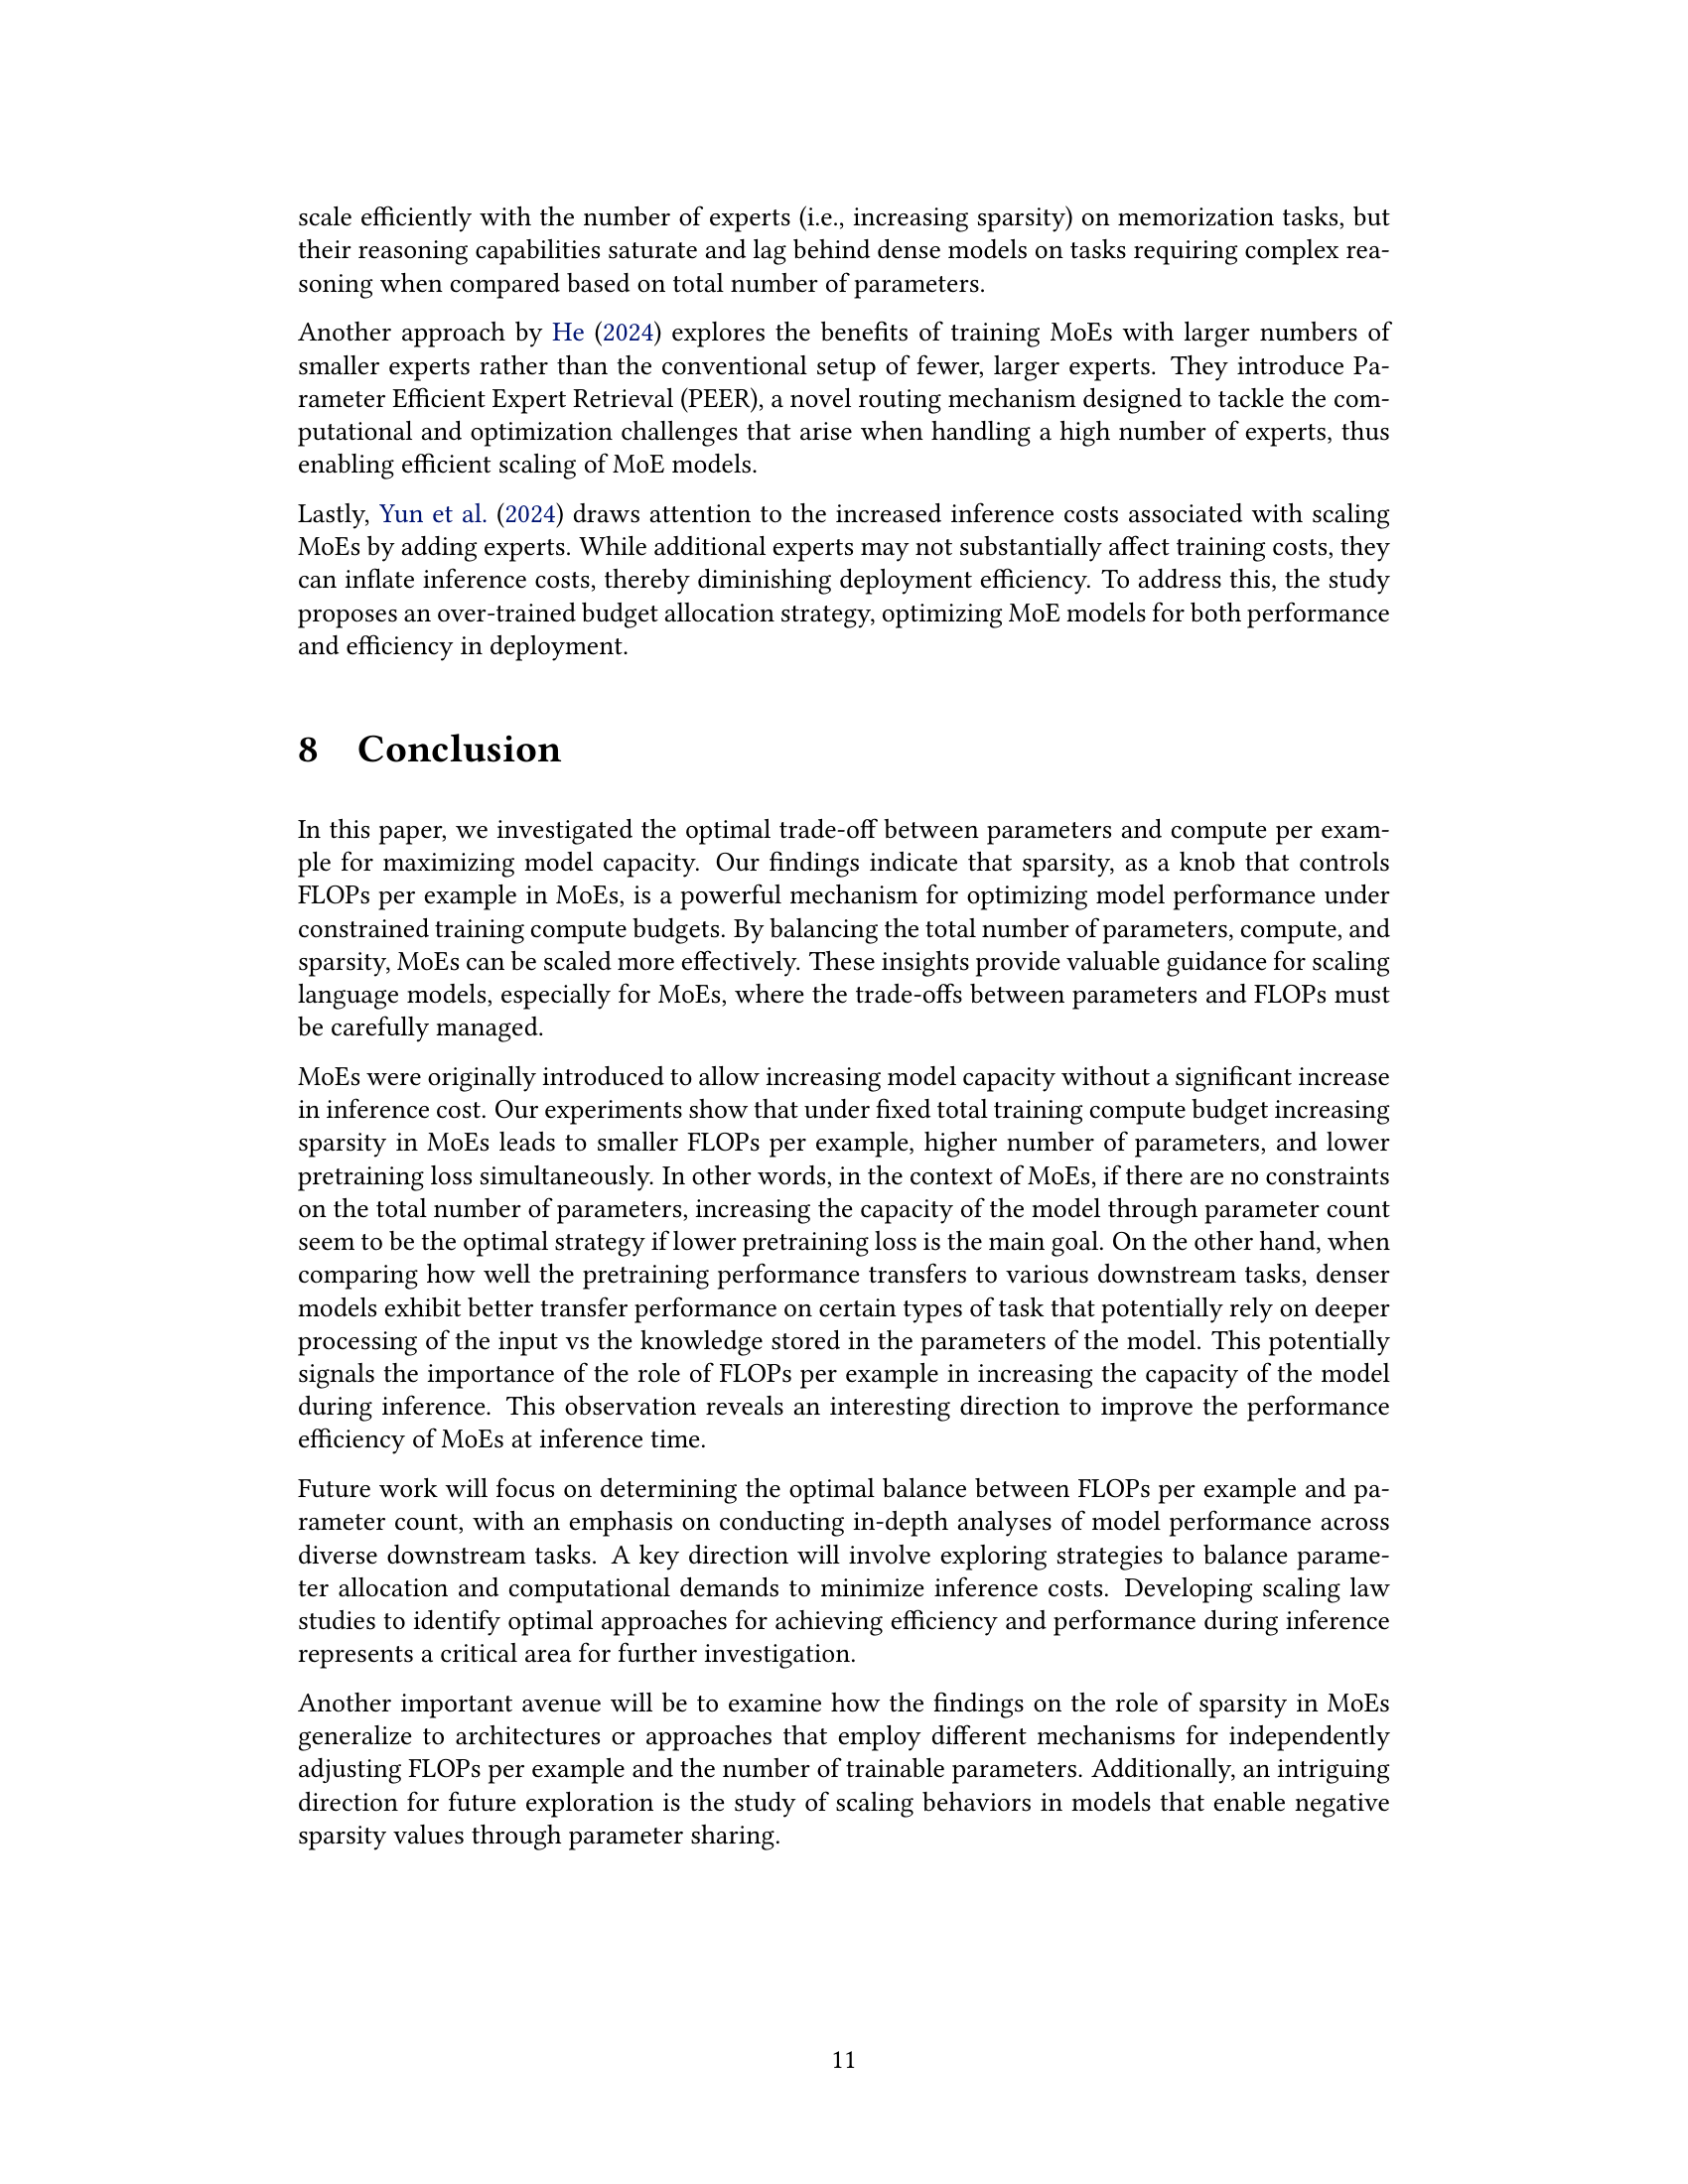 scale efficiently with the number of experts (i.e., increasing sparsity) on memorization tasks, but
their reasoning capabilities saturate and lag behind dense models on tasks requiring complex rea-
soning when compared based on total number of parameters.
Another approach by He (2024) explores the benefits of training MoEs with larger numbers of
smaller experts rather than the conventional setup of fewer, larger experts. They introduce Pa-
rameter Efficient Expert Retrieval (PEER), a novel routing mechanism designed to tackle the com-
putational and optimization challenges that arise when handling a high number of experts, thus
enabling efficient scaling of MoE models.
Lastly, Yun et al. (2024) draws attention to the increased inference costs associated with scaling
MoEs by adding experts. While additional experts may not substantially affect training costs, they
can inflate inference costs, thereby diminishing deployment efficiency. To address this, the study
proposes an over-trained budget allocation strategy, optimizing MoE models for both performance
and efficiency in deployment.
8 Conclusion
In this paper, we investigated the optimal trade-off between parameters and compute per exam-
ple for maximizing model capacity. Our findings indicate that sparsity, as a knob that controls
FLOPs per example in MoEs, is a powerful mechanism for optimizing model performance under
constrained training compute budgets. By balancing the total number of parameters, compute, and
sparsity, MoEs can be scaled more effectively. These insights provide valuable guidance for scaling
language models, especially for MoEs, where the trade-offs between parameters and FLOPs must
be carefully managed.
MoEs were originally introduced to allow increasing model capacity without a significant increase
in inference cost. Our experiments show that under fixed total training compute budget increasing
sparsity in MoEs leads to smaller FLOPs per example, higher number of parameters, and lower
pretraining loss simultaneously. In other words, in the context of MoEs, if there are no constraints
on the total number of parameters, increasing the capacity of the model through parameter count
seem to be the optimal strategy if lower pretraining loss is the main goal. On the other hand, when
comparing how well the pretraining performance transfers to various downstream tasks, denser
models exhibit better transfer performance on certain types of task that potentially rely on deeper
processing of the input vs the knowledge stored in the parameters of the model. This potentially
signals the importance of the role of FLOPs per example in increasing the capacity of the model
during inference. This observation reveals an interesting direction to improve the performance
efficiency of MoEs at inference time.
Future work will focus on determining the optimal balance between FLOPs per example and pa-
rameter count, with an emphasis on conducting in-depth analyses of model performance across
diverse downstream tasks. A key direction will involve exploring strategies to balance parame-
ter allocation and computational demands to minimize inference costs. Developing scaling law
studies to identify optimal approaches for achieving efficiency and performance during inference
represents a critical area for further investigation.
Another important avenue will be to examine how the findings on the role of sparsity in MoEs
generalize to architectures or approaches that employ different mechanisms for independently
adjusting FLOPs per example and the number of trainable parameters. Additionally, an intriguing
direction for future exploration is the study of scaling behaviors in models that enable negative
sparsity values through parameter sharing.
11